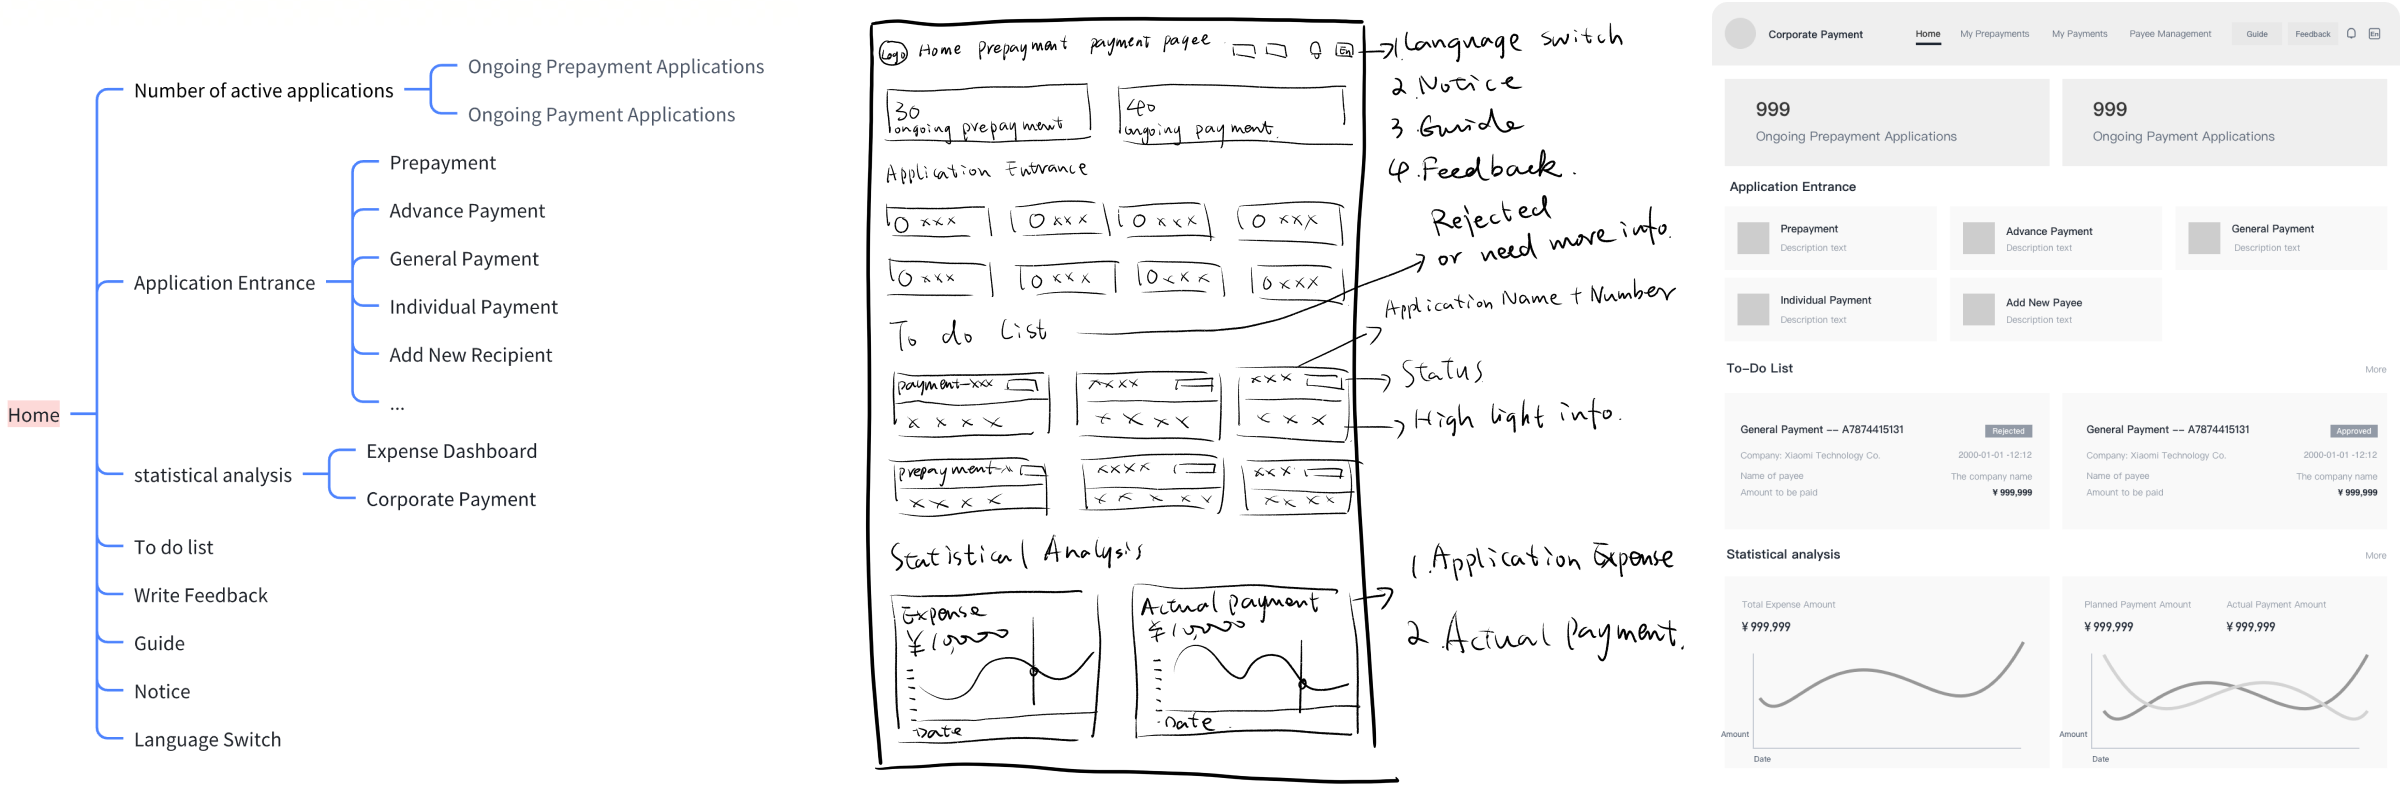 Home
Number of active applications
Ongoing Prepayment Applications
Ongoing Payment Applications
Application Entrance
Prepayment
Advance Payment
General Payment
Individual Payment
Add New Recipient
...
statistical analysis
Expense Dashboard
Corporate Payment
To do list
Write Feedback
Guide
Notice
Language Switch
Logo Home prepayment payment payee En
30
ongoing prepayment
40
ongoing payment.
Application Entrance
O xxx O xxx O xxx O xxx
O xxx O xxx O xxx O xxx
To do List
payment-xxx xxxx xxx
x x x x x x x x x x x
prepayment-x xxxx xxx
x x x x x x x x x x x x x
Statistical Analysis
Expense
¥10,000
Date
Actual payment
¥10,000
Date
1. Language switch
2 Notice
3 Guide
4. Feedback.
Rejected
or need more info.
Application Name + Number
Status
High light info.
1. Application Expense
2. Actual Payment.
Corporate Payment Home My Prepayments My Payments Payee Management Guide Feedback En
999
Ongoing Prepayment Applications
999
Ongoing Payment Applications
Application Entrance
Prepayment
Description text
Advance Payment
Description text
General Payment
Description text
Individual Payment
Description text
Add New Payee
Description text
To-Do List More
General Payment -- A7874415131 Rejected
Company: Xiaomi Technology Co. 2000-01-01 -12:12
Name of payee The company name
Amount to be paid ¥ 999,999
General Payment -- A7874415131 Approved
Company: Xiaomi Technology Co. 2000-01-01 -12:12
Name of payee The company name
Amount to be paid ¥ 999,999
Statistical analysis More
Total Expense Amount
¥ 999,999
Amount
Date
Planned Payment Amount Actual Payment Amount
¥ 999,999 ¥ 999,999
Amount
Date